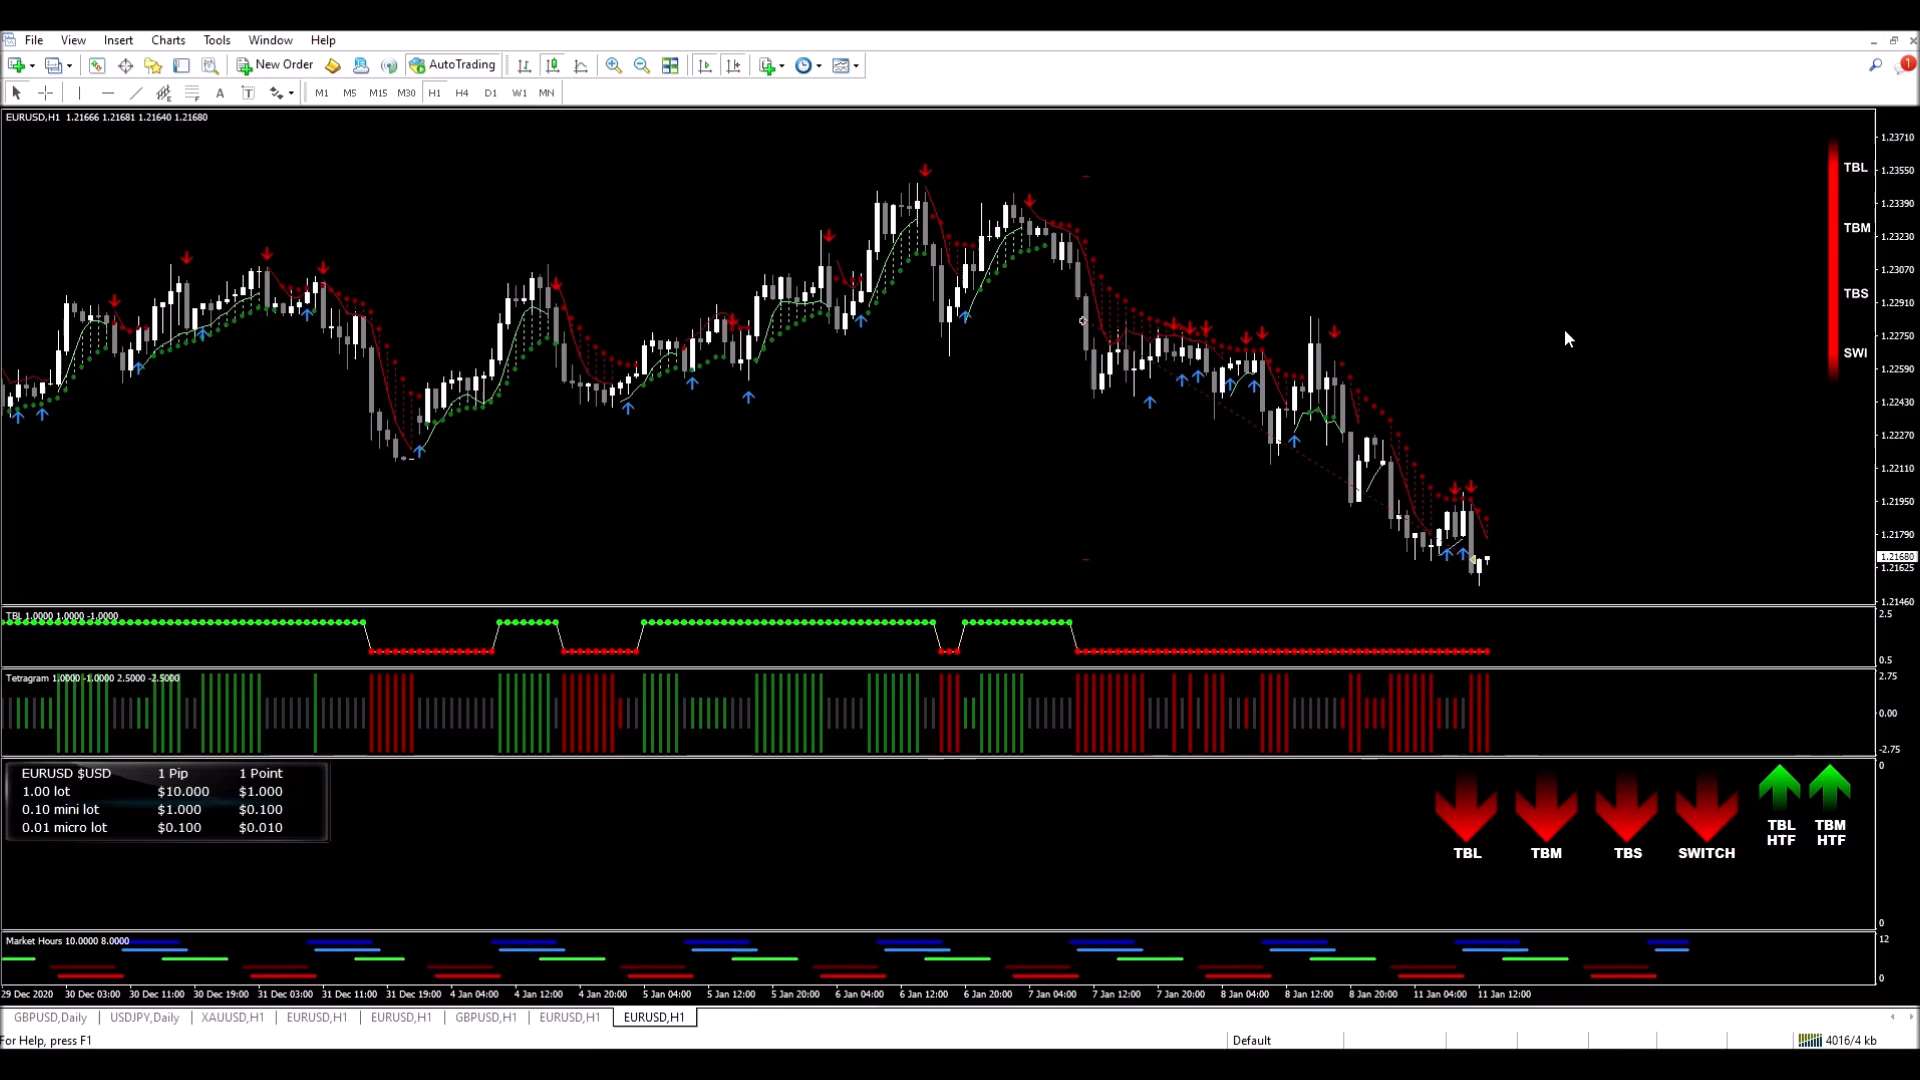 File View Insert Charts Tools Window Help
New Order AutoTrading 1
A T M1 M5 M15 M30 H1 H4 D1 W1 MN
EURUSD,H1 1.21666 1.21681 1.21640 1.21680
1.23710
TBL 1.23550
1.23390
TBM 1.23230
1.23070
TBS 1.22910
1.22750
SWI 1.22590
1.22430
1.22270
1.22110
1.21950
1.21790
1.21680
1.21625
1.21460
TBL 1.0000 1.0000 -1.0000 2.5
0.5
Tetragram 1.0000 -1.0000 2.5000 -2.5000 2.75
0.00
-2.75
EURUSD $USD 1 Pip 1 Point 0
1.00 lot $10.000 $1.000
0.10 mini lot $1.000 $0.100
0.01 micro lot $0.100 $0.010
TBL TBM TBS SWITCH TBL HTF TBM HTF
0
Market Hours 10.0000 8.0000 12
0
29 Dec 2020 30 Dec 03:00 30 Dec 11:00 30 Dec 19:00 31 Dec 03:00 31 Dec 11:00 31 Dec 19:00 4 Jan 04:00 4 Jan 12:00 4 Jan 20:00 5 Jan 04:00 5 Jan 12:00 5 Jan 20:00 6 Jan 04:00 6 Jan 12:00 6 Jan 20:00 7 Jan 04:00 7 Jan 12:00 7 Jan 20:00 8 Jan 04:00 8 Jan 12:00 8 Jan 20:00 11 Jan 04:00 11 Jan 12:00
GBPUSD,Daily USDJPY,Daily XAUUSD,H1 EURUSD,H1 EURUSD,H1 GBPUSD,H1 EURUSD,H1 EURUSD,H1
For Help, press F1 Default 4016/4 kb